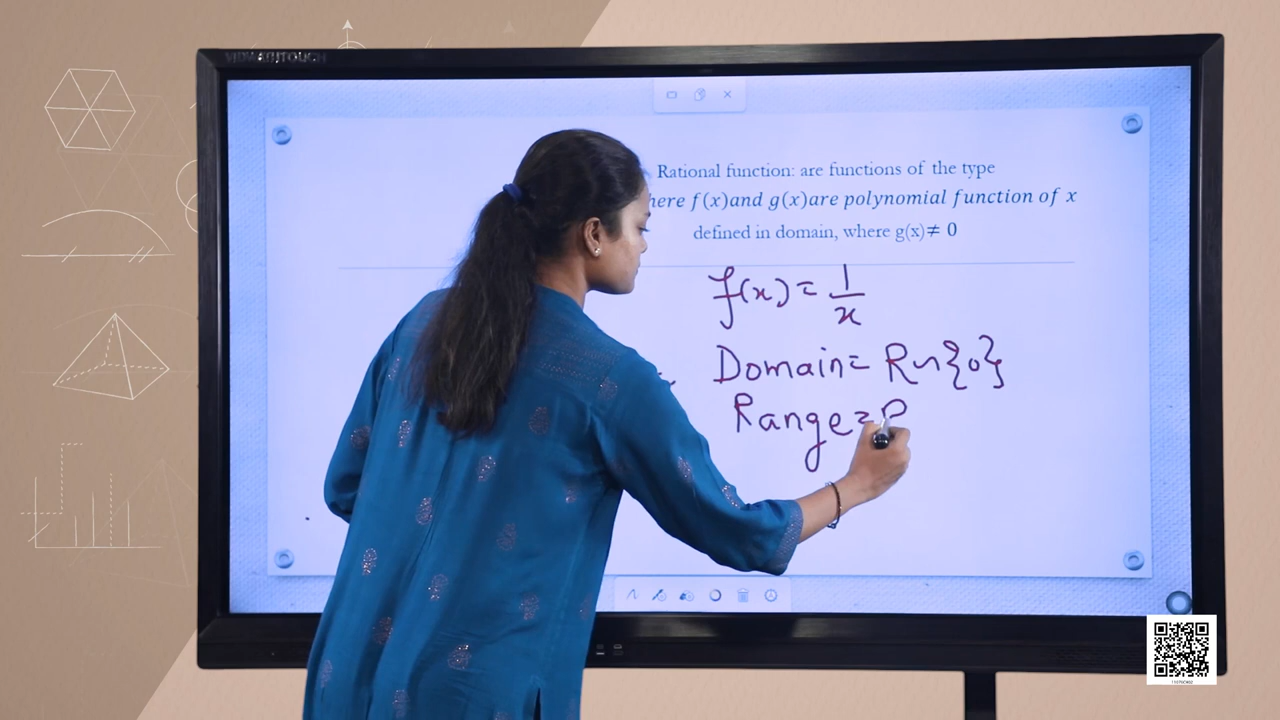 VIDWATHTOUCH
Rational function: are functions of the type
here f(x)and g(x)are polynomial function of x
defined in domain, where g(x)≠ 0
f(x) = 1/x
Domain = R~{0}
Range = R